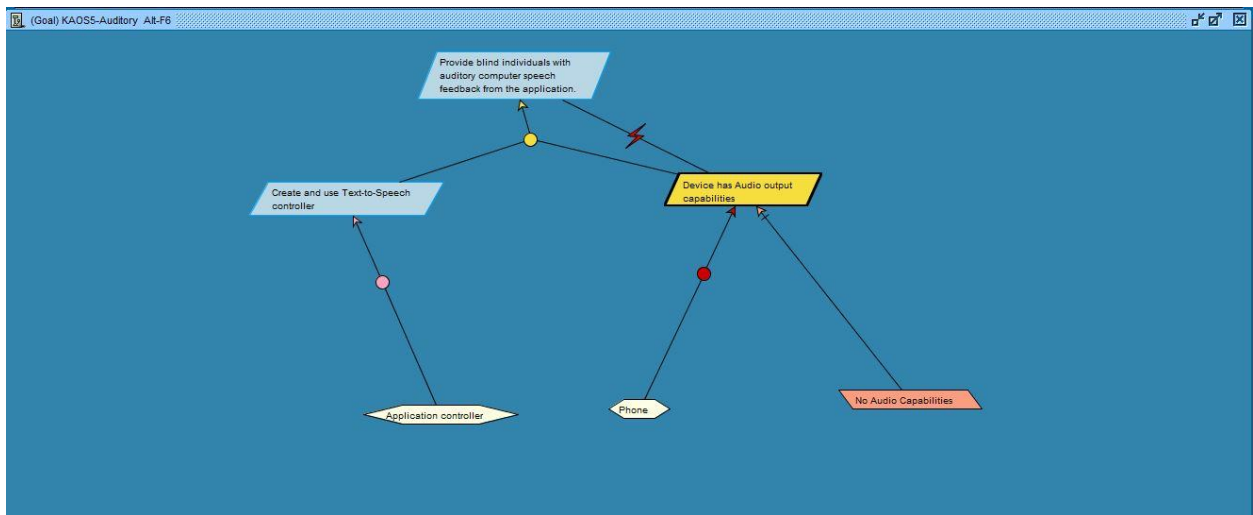 (Goal) KAOS5-Auditory Alt-F6
Provide blind individuals with
auditory computer speech
feedback from the application.
Create and use Text-to-Speech
controller
Device has Audio output
capabilities
Application controller
Phone
No Audio Capabilities